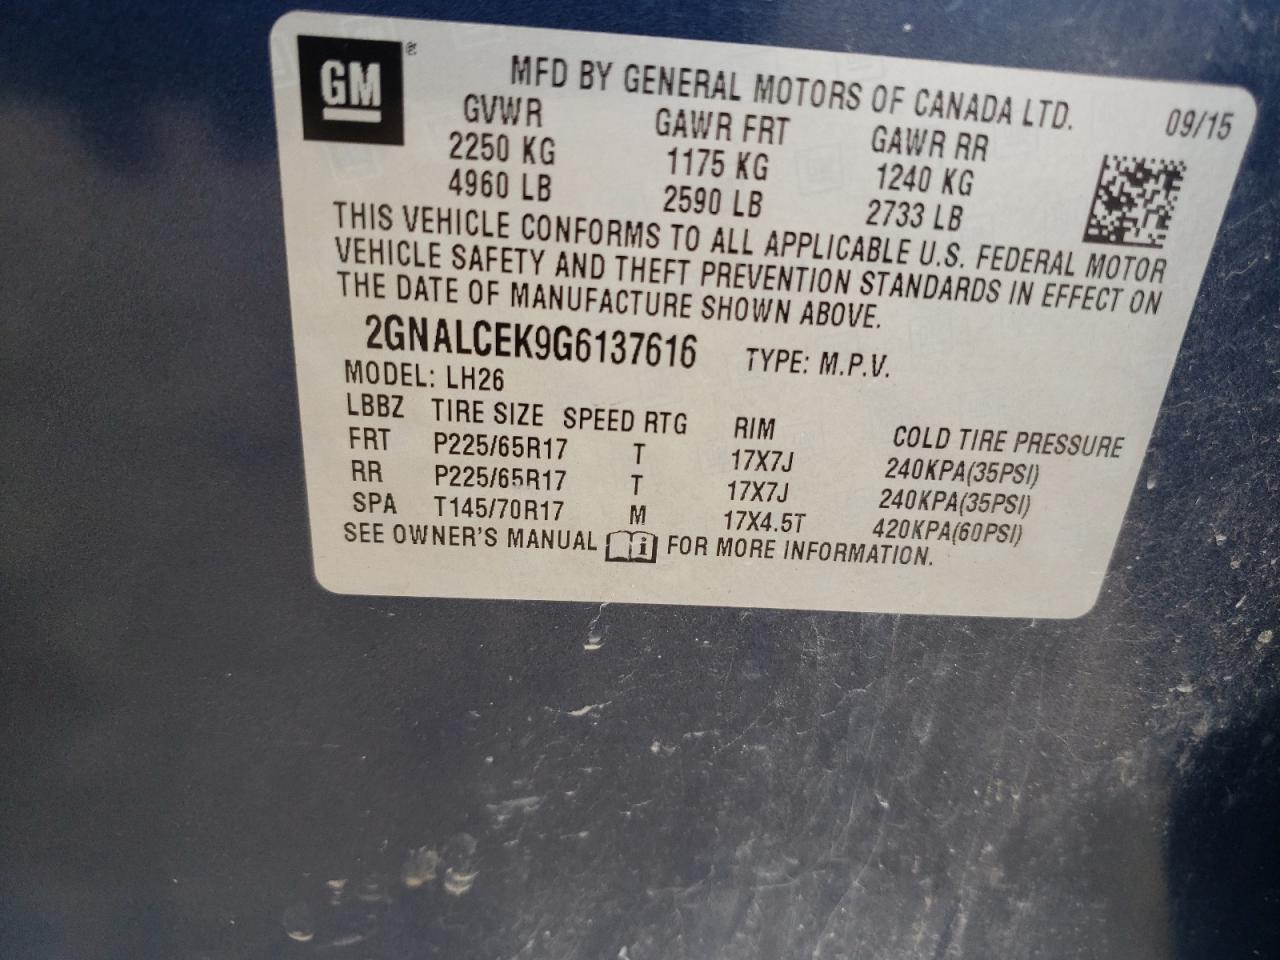 GM®
MFD BY GENERAL MOTORS OF CANADA LTD. 09/15
GVWR GAWR FRT GAWR RR
2250 KG 1175 KG 1240 KG
4960 LB 2590 LB 2733 LB
THIS VEHICLE CONFORMS TO ALL APPLICABLE U.S. FEDERAL MOTOR
VEHICLE SAFETY AND THEFT PREVENTION STANDARDS IN EFFECT ON
THE DATE OF MANUFACTURE SHOWN ABOVE.
2GNALCEK9G6137616 TYPE: M.P.V.
MODEL: LH26
LBBZ TIRE SIZE SPEED RTG RIM COLD TIRE PRESSURE
FRT P225/65R17 T 17X7J 240KPA(35PSI)
RR P225/65R17 T 17X7J 240KPA(35PSI)
SPA T145/70R17 M 17X4.5T 420KPA(60PSI)
SEE OWNER'S MANUAL i FOR MORE INFORMATION.